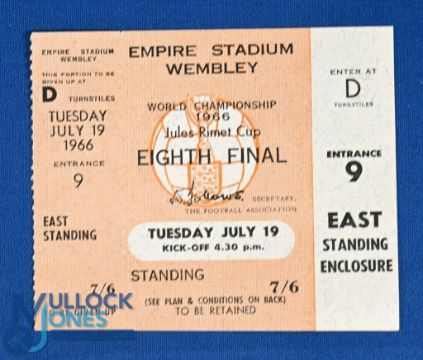 EMPIRE STADIUM
WEMBLEY
THIS PORTION TO BE
GIVEN UP AT
D TURNSTILES
TUESDAY
JULY 19
1966
ENTRANCE
9
EAST
STANDING
7/6
GIVEN UP
EMPIRE STADIUM
WEMBLEY
WORLD CHAMPIONSHIP
1966
Jules Rimet Cup
EIGHTH FINAL
SECRETARY,
THE FOOTBALL ASSOCIATION
TUESDAY JULY 19
KICK-OFF 4.30 p.m.
STANDING 7/6
(SEE PLAN & CONDITIONS ON BACK)
TO BE RETAINED
ENTER AT
D
TURNSTILES
ENTRANCE
9
EAST
STANDING
ENCLOSURE
MULLOCK
JONES